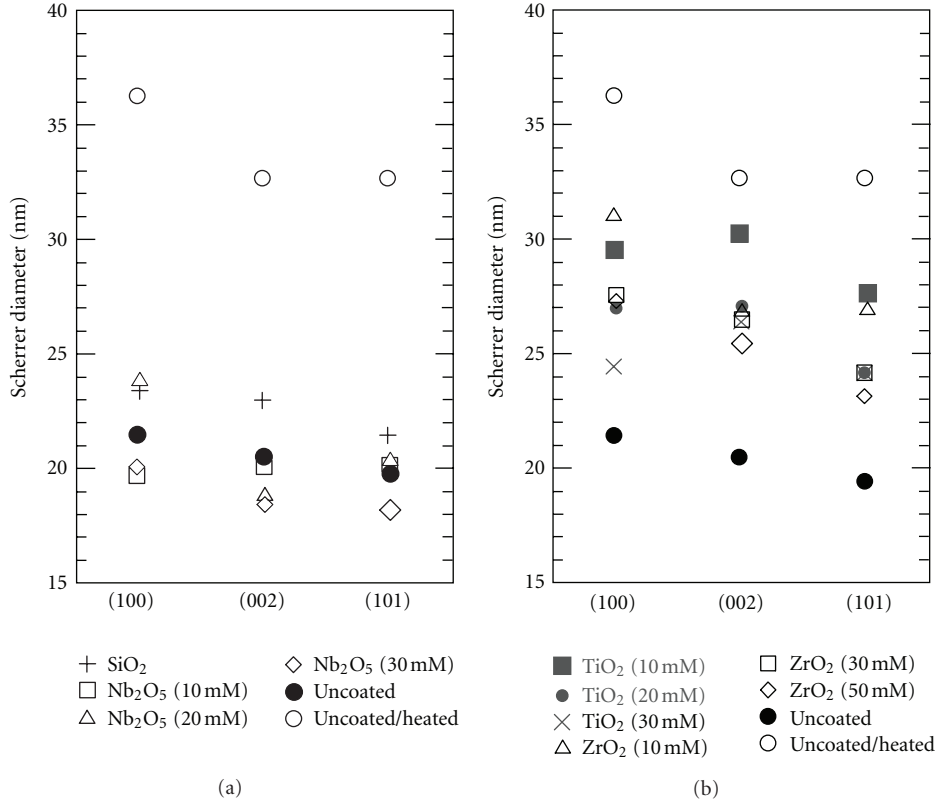 40
35
30
25
20
15
Scherrer diameter (nm)
(100)
(002)
(101)
SiO₂
Nb₂O₅ (10 mM)
Nb₂O₅ (20 mM)
Nb₂O₅ (30 mM)
Uncoated
Uncoated/heated
(a)
40
35
30
25
20
15
Scherrer diameter (nm)
(100)
(002)
(101)
TiO₂ (10 mM)
TiO₂ (20 mM)
TiO₂ (30 mM)
ZrO₂ (10 mM)
ZrO₂ (30 mM)
ZrO₂ (50 mM)
Uncoated
Uncoated/heated
(b)